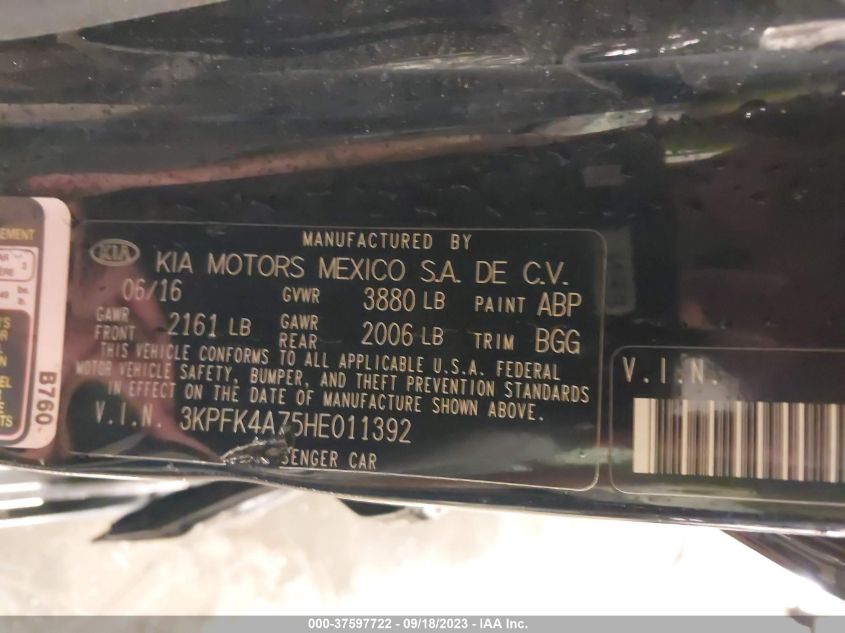 EMENT
B760
MANUFACTURED BY
KIA KIA MOTORS MEXICO S.A. DE C.V.
06/16 GVWR 3880 LB PAINT ABP
GAWR FRONT 2161 LB GAWR REAR 2006 LB TRIM BGG
THIS VEHICLE CONFORMS TO ALL APPLICABLE U.S.A. FEDERAL
MOTOR VEHICLE SAFETY, BUMPER, AND THEFT PREVENTION STANDARDS
IN EFFECT ON THE DATE OF MANUFACTURE SHOWN ABOVE.
V.I.N. 3KPFK4A75HE011392
SENGER CAR
V.I.N.
000-37597722 - 09/18/2023 - IAA Inc.